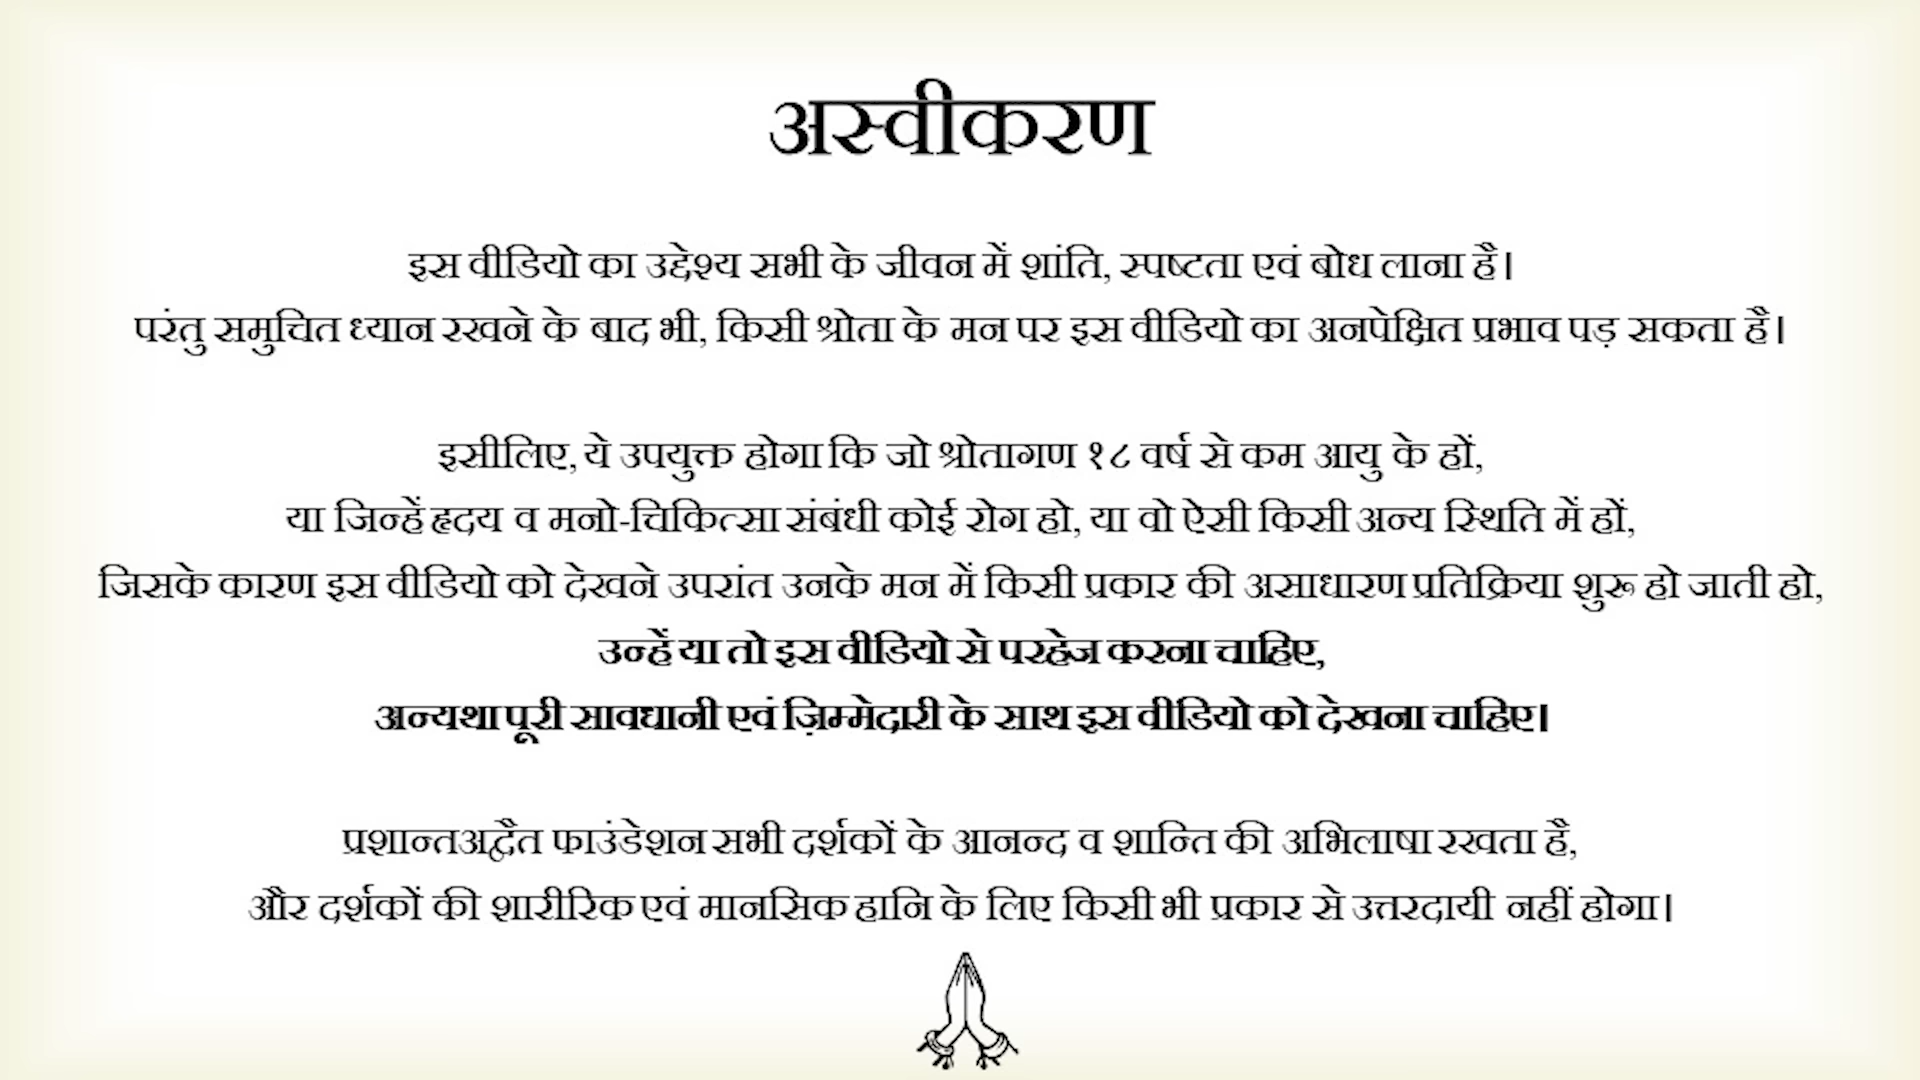 अस्वीकरण
इस वीडियो का उद्देश्य सभी के जीवन में शांति, स्पष्टता एवं बोध लाना है।
परंतु समुचित ध्यान रखने के बाद भी, किसी श्रोता के मन पर इस वीडियो का अनपेक्षित प्रभाव पड़ सकता है।
इसीलिए, ये उपयुक्त होगा कि जो श्रोतागण १८ वर्ष से कम आयु के हों,
या जिन्हें हृदय व मनो-चिकित्सा संबंधी कोई रोग हो, या वो ऐसी किसी अन्य स्थिति में हों,
जिसके कारण इस वीडियो को देखने उपरांत उनके मन में किसी प्रकार की असाधारण प्रतिक्रिया शुरू हो जाती हो,
उन्हें या तो इस वीडियो से परहेज करना चाहिए,
अन्यथा पूरी सावधानी एवं ज़िम्मेदारी के साथ इस वीडियो को देखना चाहिए।
प्रशान्तअद्वैत फाउंडेशन सभी दर्शकों के आनन्द व शान्ति की अभिलाषा रखता है,
और दर्शकों की शारीरिक एवं मानसिक हानि के लिए किसी भी प्रकार से उत्तरदायी नहीं होगा।